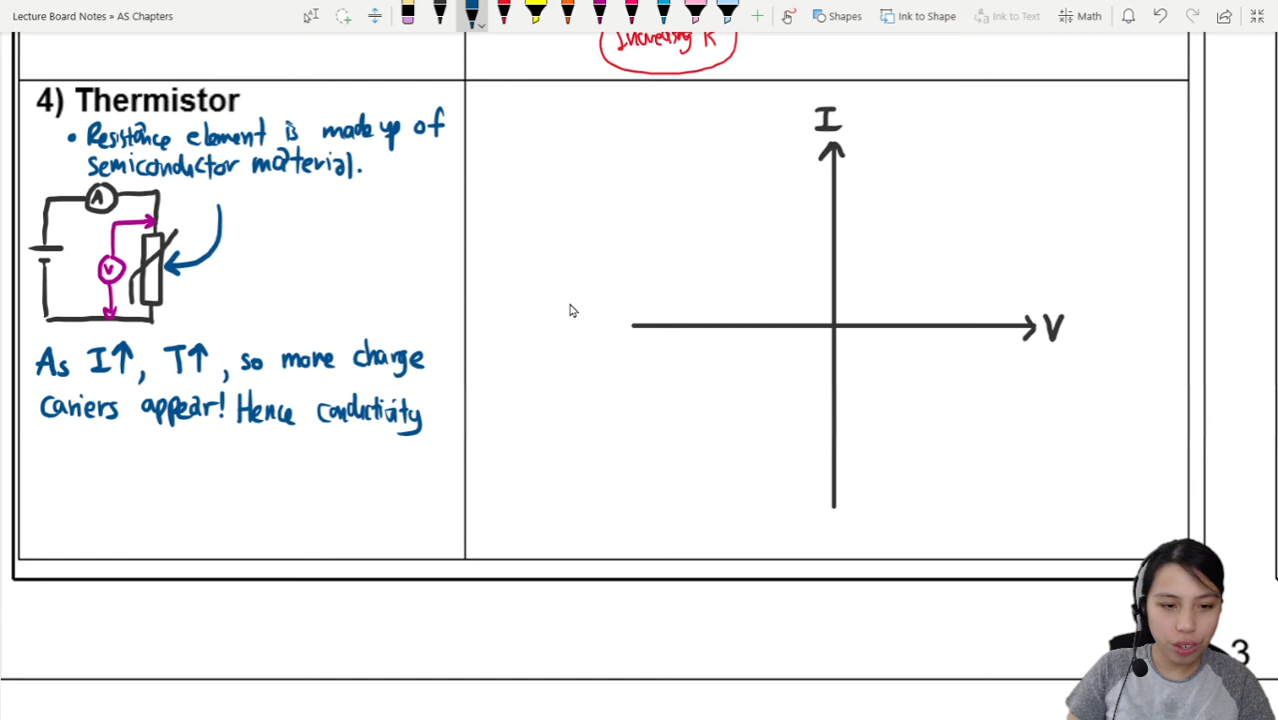 Lecture Board Notes » AS Chapters
Shapes
Ink to Shape
Ink to Text
Math
Increasing R
4) Thermistor
• Resistance element is made up of
semiconductor material.
A
V
As I↑, T↑, so more charge
carriers appear! Hence conductivity
I
V
3